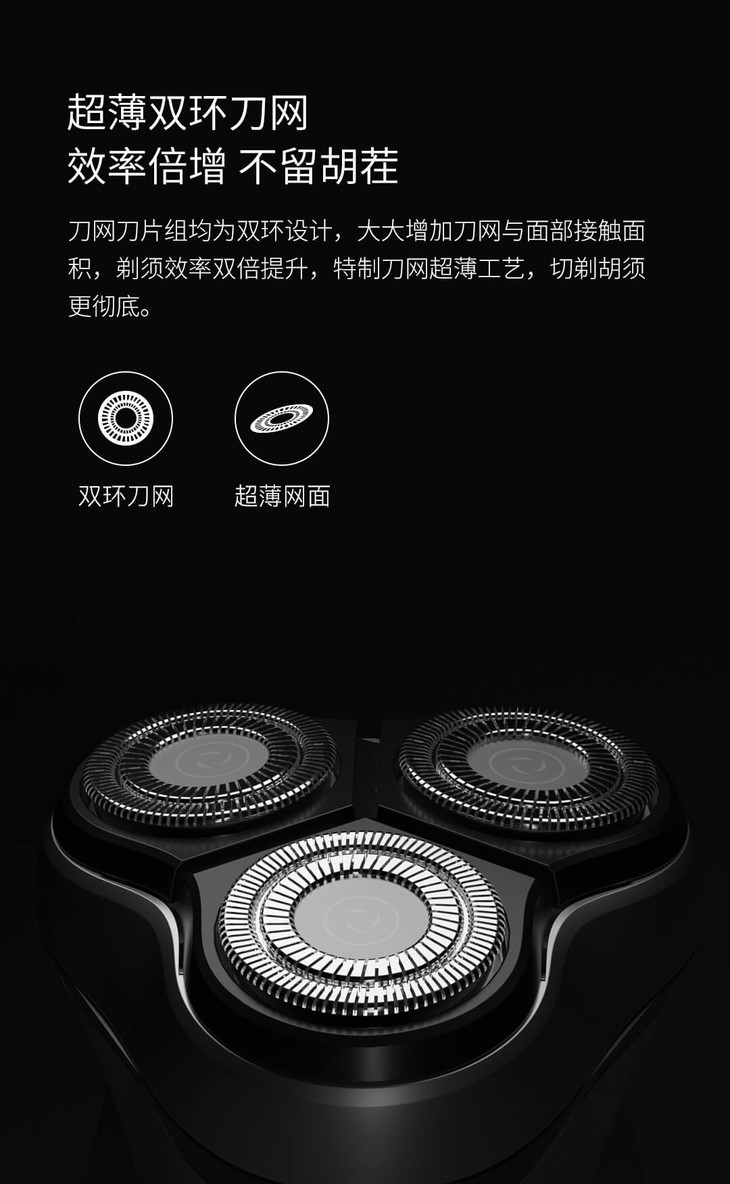 超薄双环刀网
效率倍增 不留胡茬
刀网刀片组均为双环设计，大大增加刀网与面部接触面
积，剃须效率双倍提升，特制刀网超薄工艺，切剃胡须
更彻底。
双环刀网
超薄网面